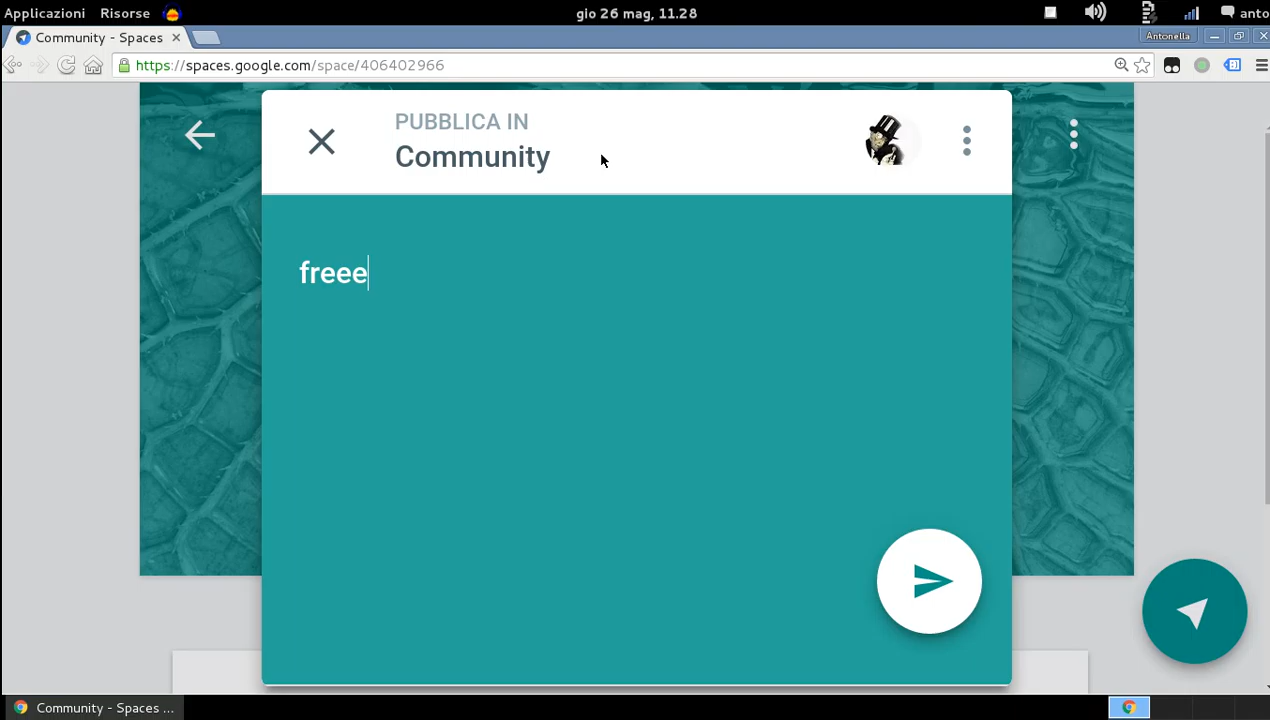 Applicazioni Risorse gio 26 mag, 11.28 anto
Community - Spaces Antonella
https://spaces.google.com/space/406402966
PUBBLICA IN
Community
freee
Community - Spaces ...